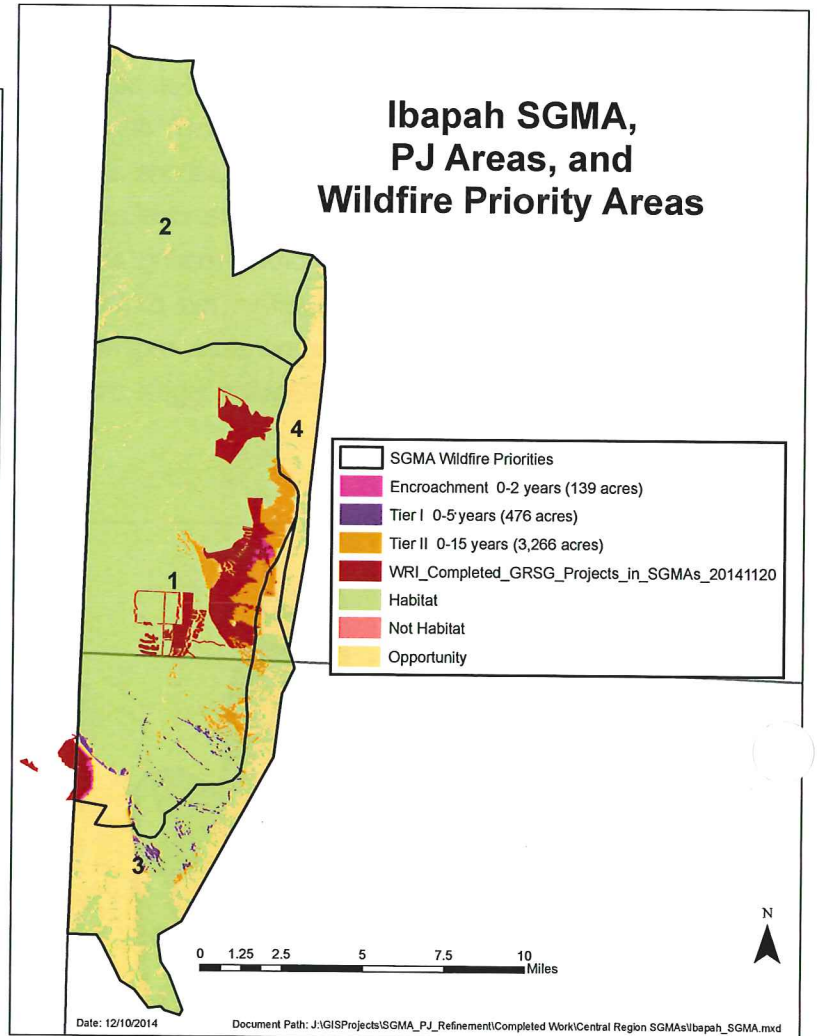 Ibapah SGMA,
PJ Areas, and
Wildfire Priority Areas
2
4
1
3
SGMA Wildfire Priorities
Encroachment 0-2 years (139 acres)
Tier I 0-5 years (476 acres)
Tier II 0-15 years (3,266 acres)
WRI_Completed_GRSG_Projects_in_SGMAs_20141120
Habitat
Not Habitat
Opportunity
N
0 1.25 2.5 5 7.5 10
Miles
Date: 12/10/2014
Document Path: J:\GISProjects\SGMA_PJ_Refinement\Completed Work\Central Region SGMAs\Ibapah_SGMA.mxd